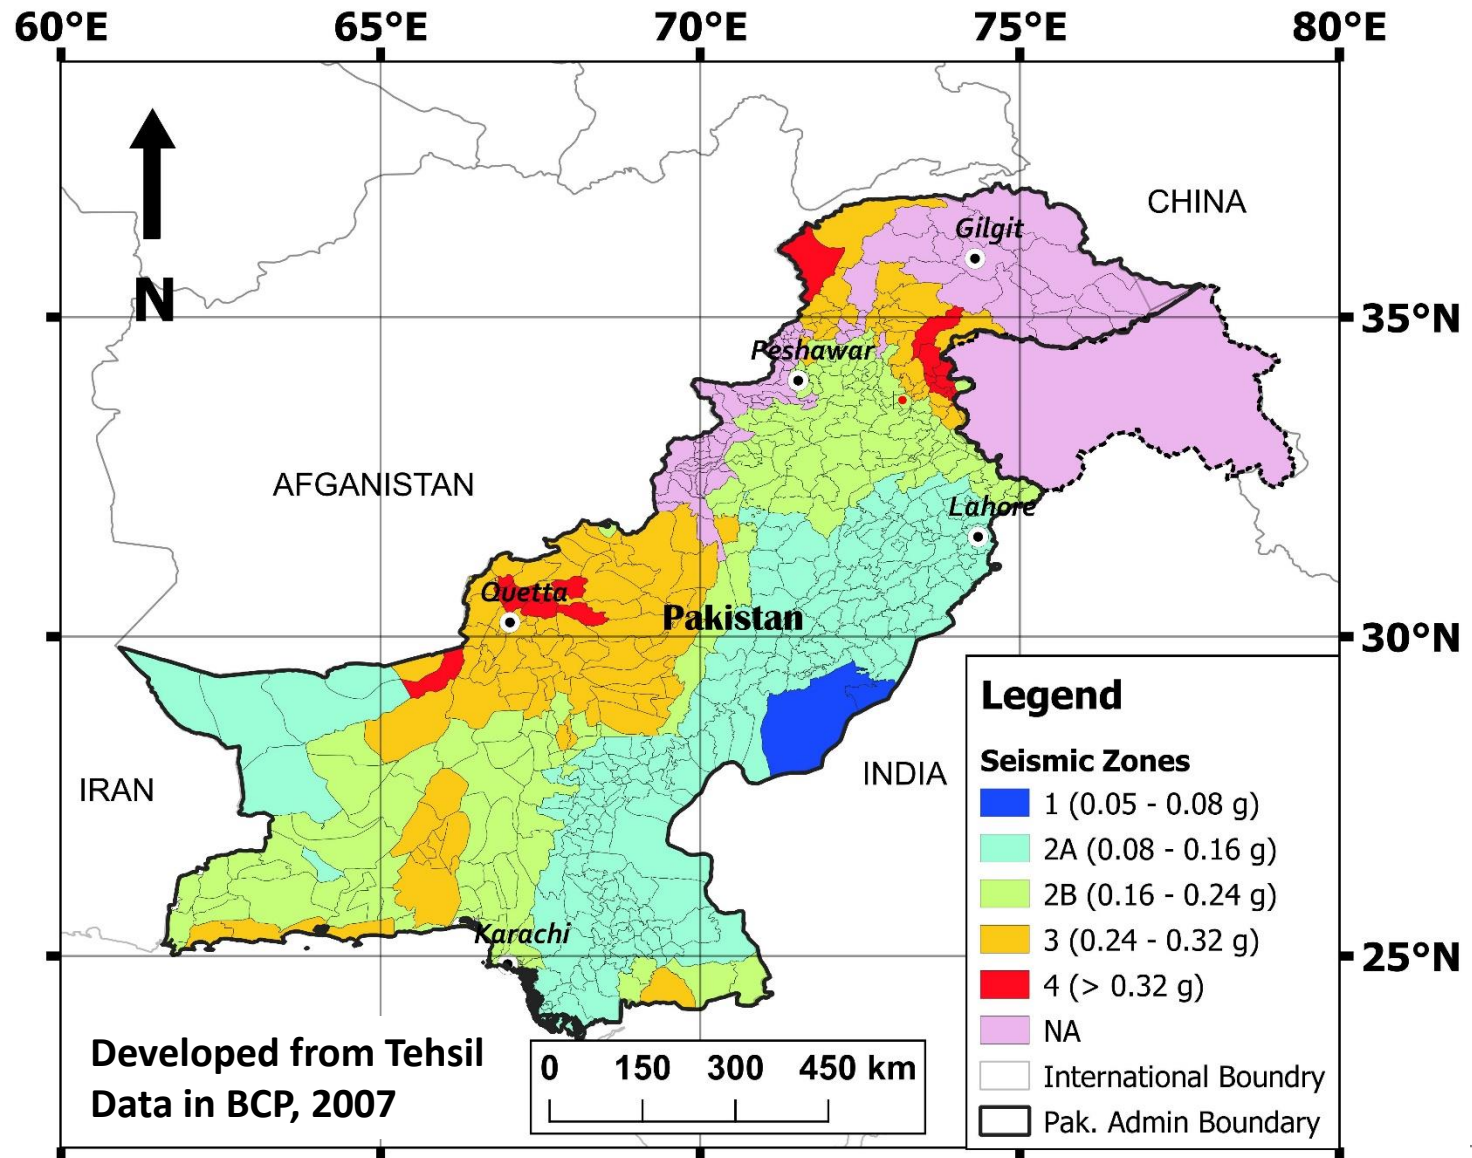 60°E 65°E 70°E 75°E 80°E
N
CHINA
Gilgit
35°N
Peshawar
AFGANISTAN
Lahore
Quetta
Pakistan
30°N
IRAN
INDIA
Karachi
25°N
Legend
Seismic Zones
1 (0.05 - 0.08 g)
2A (0.08 - 0.16 g)
2B (0.16 - 0.24 g)
3 (0.24 - 0.32 g)
4 (> 0.32 g)
NA
International Boundry
Pak. Admin Boundary
Developed from Tehsil
Data in BCP, 2007
0 150 300 450 km